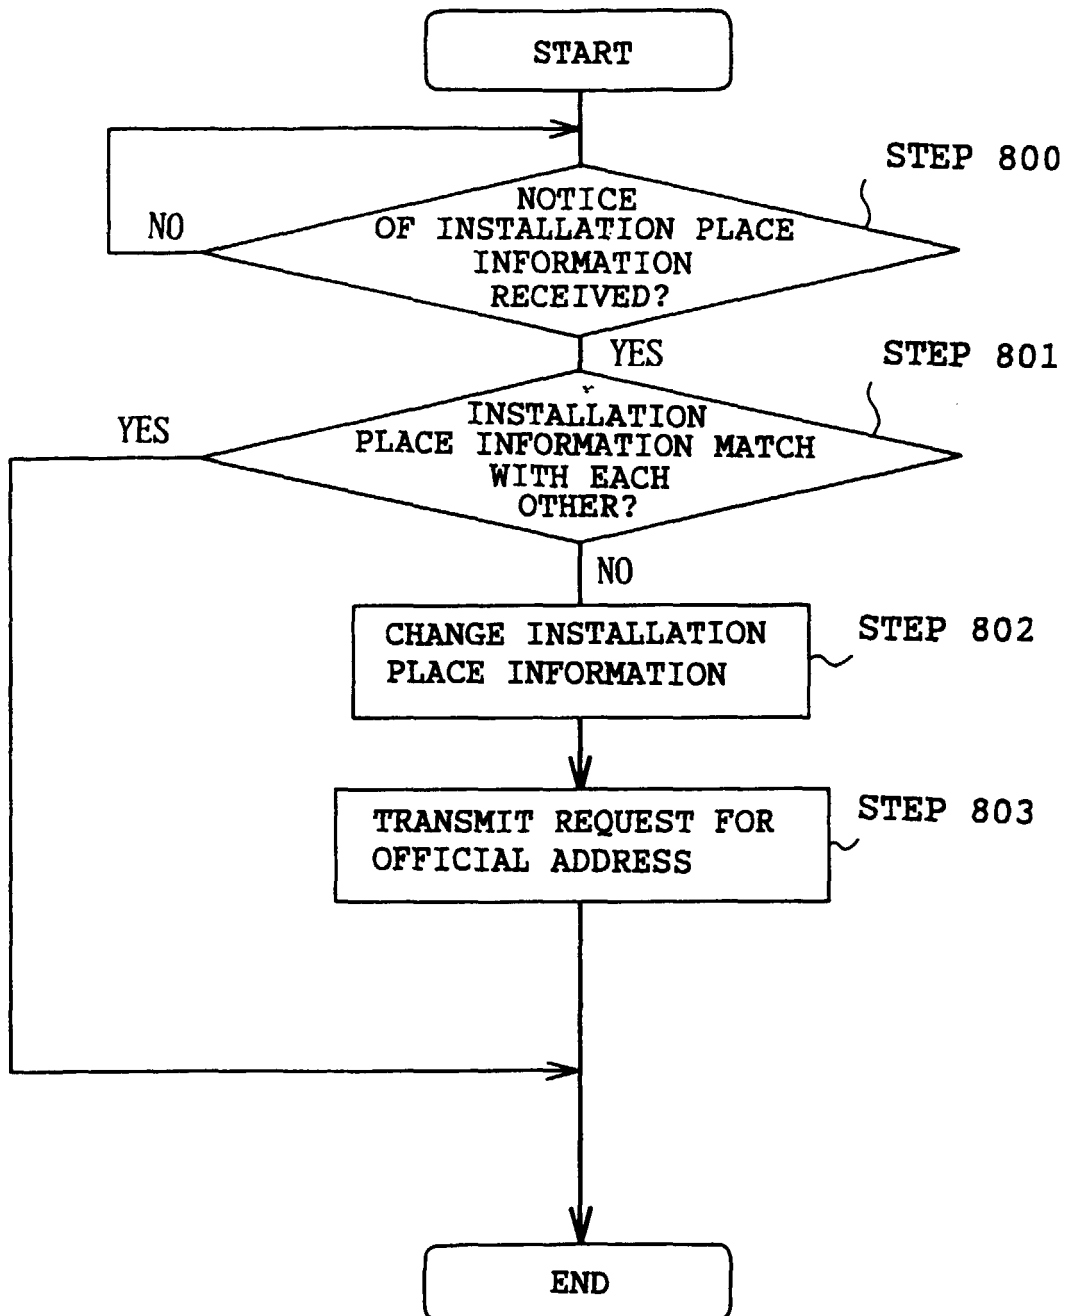 START
STEP 800
NOTICE
OF INSTALLATION PLACE
INFORMATION
RECEIVED?
NO
YES
STEP 801
INSTALLATION
PLACE INFORMATION MATCH
WITH EACH
OTHER?
YES
NO
CHANGE INSTALLATION
PLACE INFORMATION
STEP 802
TRANSMIT REQUEST FOR
OFFICIAL ADDRESS
STEP 803
END